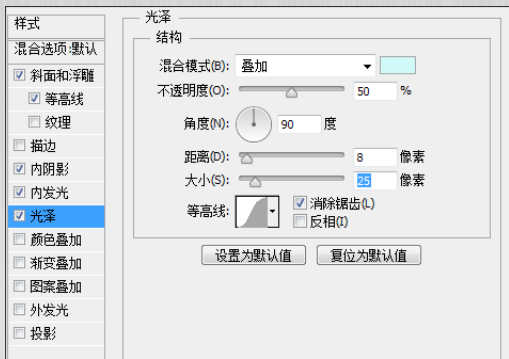 样式
混合选项:默认
斜面和浮雕
等高线
纹理
描边
内阴影
内发光
光泽
颜色叠加
渐变叠加
图案叠加
外发光
投影
光泽
结构
混合模式(B): 叠加
不透明度(O): 50 %
角度(N): 90 度
距离(D): 8 像素
大小(S): 25 像素
等高线: 消除锯齿(L)
反相(I)
设置为默认值 复位为默认值